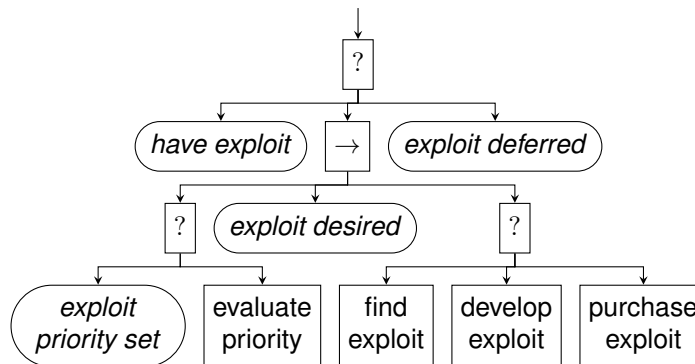 ?
have exploit
→
exploit deferred
?
exploit desired
?
exploit
priority set
evaluate
priority
find
exploit
develop
exploit
purchase
exploit